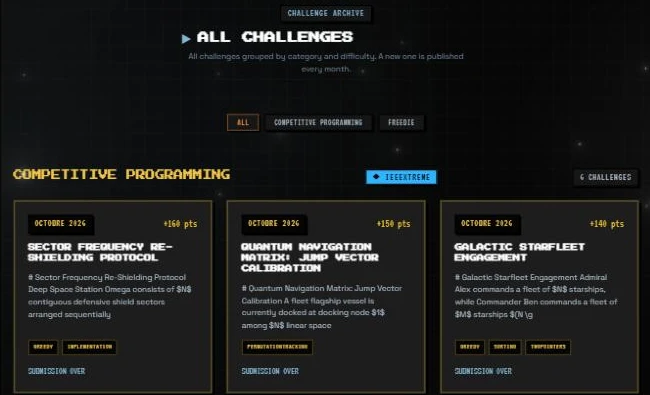 CHALLENGE ARCHIVE
ALL CHALLENGES
All challenges grouped by category and difficulty. A new one is published
every month.
ALL
COMPETITIVE PROGRAMMING
FREEDIE
COMPETITIVE PROGRAMMING
IEEEXTREME
6 CHALLENGES
OCTOBRE 2026
+160 pts
SECTOR FREQUENCY RE-
SHIELDING PROTOCOL
# Sector Frequency Re-Shielding Protocol
Deep Space Station Omega consists of $N$
contiguous defensive shield sectors
arranged sequentially
GREEDY
IMPLEMENTATION
SUBMISSION OVER
OCTOBRE 2026
+150 pts
QUANTUM NAVIGATION
MATRIX: JUMP VECTOR
CALIBRATION
# Quantum Navigation Matrix: Jump Vector
Calibration A fleet flagship vessel is
currently docked at docking node $1$
among $N$ linear space
PERMUTATIONTRACKING
SUBMISSION OVER
OCTOBRE 2026
+140 pts
GALACTIC STARFLEET
ENGAGEMENT
# Galactic Starfleet Engagement Admiral
Alex commands a fleet of $N$ starships,
while Commander Ben commands a fleet of
$M$ starships $(N \g
GREEDY
SORTING
TWOPOINTERS
SUBMISSION OVER